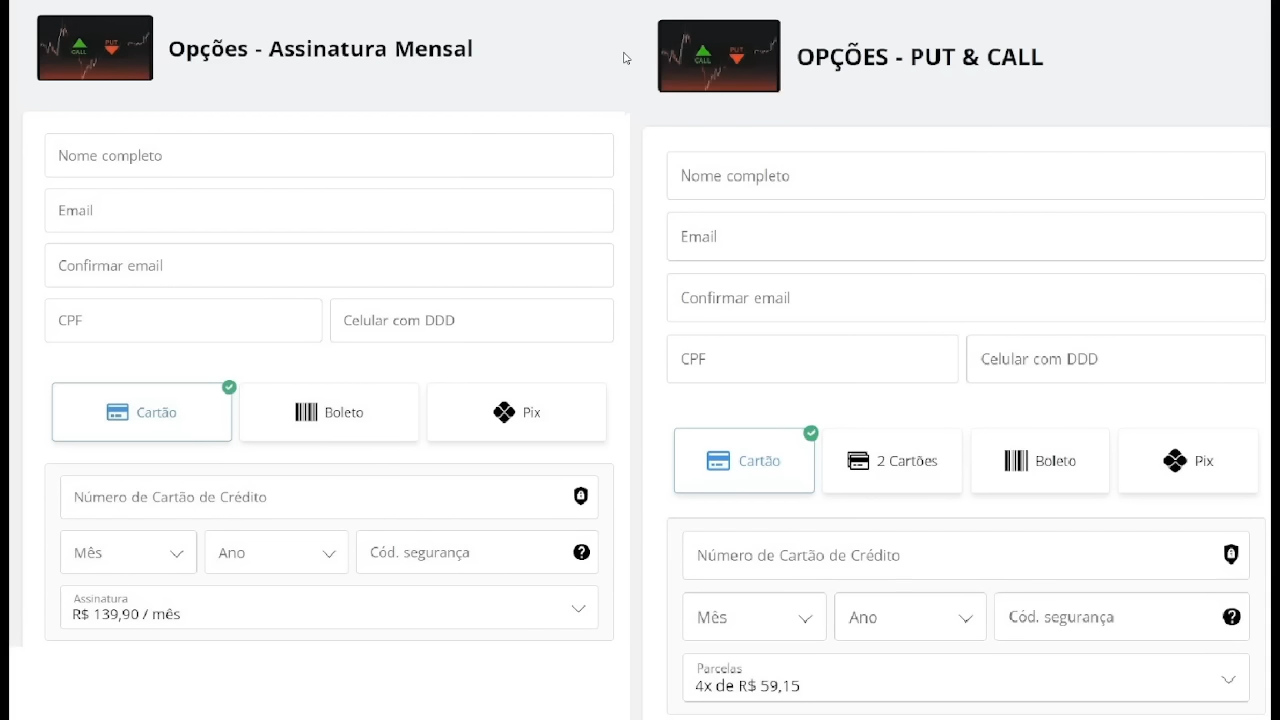 CALL
PUT
Opções - Assinatura Mensal
Nome completo
Email
Confirmar email
CPF
Celular com DDD
Cartão
Boleto
Pix
Número de Cartão de Crédito
Mês
Ano
Cód. segurança
Assinatura
R$ 139,90 / mês
CALL
PUT
OPÇÕES - PUT & CALL
Nome completo
Email
Confirmar email
CPF
Celular com DDD
Cartão
2 Cartões
Boleto
Pix
Número de Cartão de Crédito
Mês
Ano
Cód. segurança
Parcelas
4x de R$ 59,15